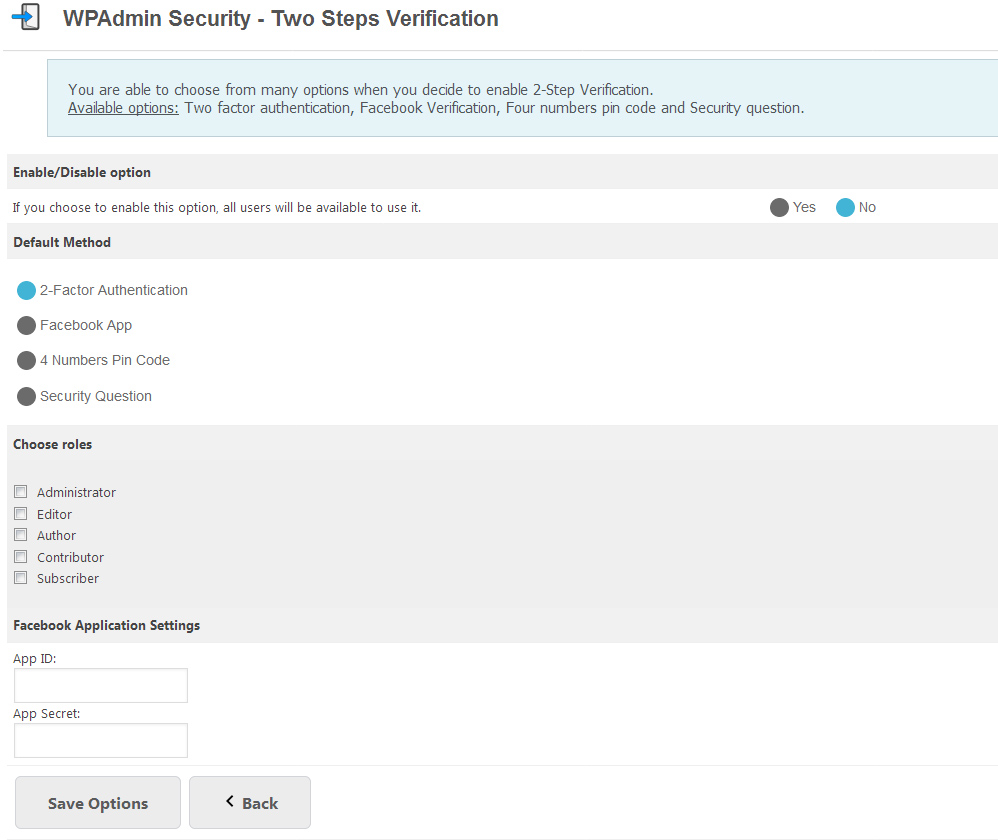 WPAdmin Security - Two Steps Verification
You are able to choose from many options when you decide to enable 2-Step Verification.
Available options: Two factor authentication, Facebook Verification, Four numbers pin code and Security question.
Enable/Disable option
If you choose to enable this option, all users will be available to use it.
Yes
No
Default Method
2-Factor Authentication
Facebook App
4 Numbers Pin Code
Security Question
Choose roles
Administrator
Editor
Author
Contributor
Subscriber
Facebook Application Settings
App ID:
App Secret:
Save Options
Back